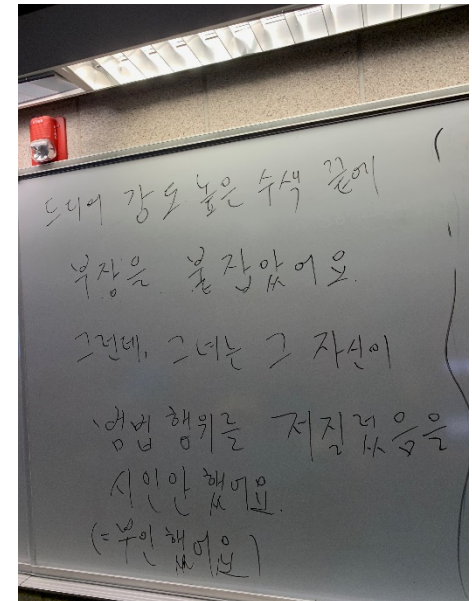 드디어 강도 높은 수색 끝에
부장을 붙잡았어요.
그런데, 그녀는 그 자신이
범법 행위를 저질렀음을
시인안 했어요.
(=부인했어요)